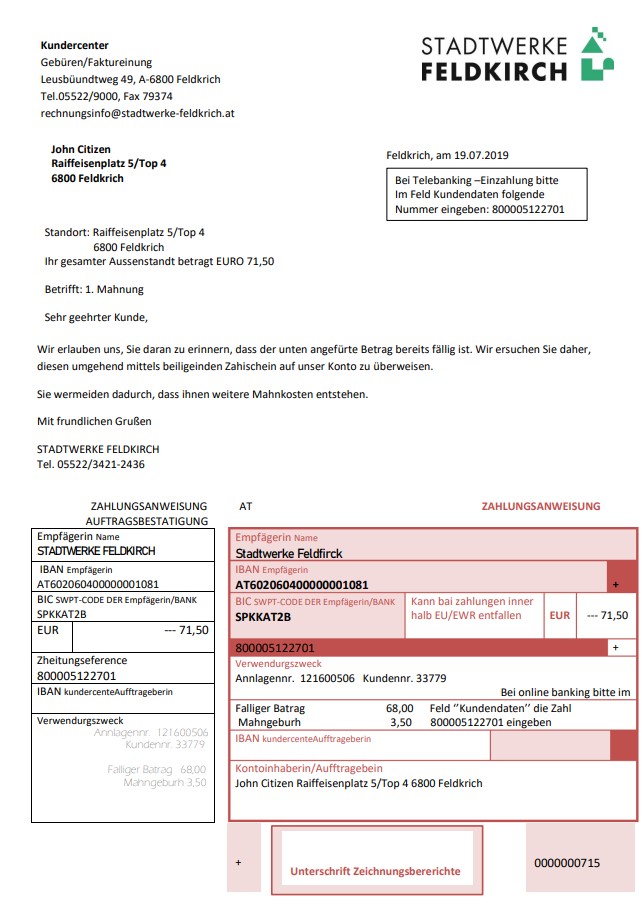 Kundercenter
Gebüren/Faktureinung
Leusbüundtweg 49, A-6800 Feldkrich
Tel.05522/9000, Fax 79374
rechnungsinfo@stadtwerke-feldkrich.at
STADTWERKE
FELDKIRCH
John Citizen
Raiffeisenplatz 5/Top 4
6800 Feldkrich
Feldkrich, am 19.07.2019
Bei Telebanking –Einzahlung bitte
Im Feld Kundendaten folgende
Nummer eingeben: 800005122701
Standort: Raiffeisenplatz 5/Top 4
6800 Feldkrich
Ihr gesamter Aussenstandt betragt EURO 71,50
Betrifft: 1. Mahnung
Sehr geehrter Kunde,
Wir erlauben uns, Sie daran zu erinnern, dass der unten angefürte Betrag bereits fällig ist. Wir ersuchen Sie daher,
diesen umgehend mittels beiligeinden Zahischein auf unser Konto zu überweisen.
Sie vermeiden dadurch, dass ihnen weitere Mahnkosten entstehen.
Mit frundlichen Grußen
STADTWERKE FELDKIRCH
Tel. 05522/3421-2436
ZAHLUNGSANWEISUNG
AUFTRAGSBESTATIGUNG
Empfägerin Name
STADTWERKE FELDKIRCH
IBAN Empfägerin
AT602060400000001081
BIC SWPT-CODE DER Empfägerin/BANK
SPKKAT2B
EUR --- 71,50
Zheitungseference
800005122701
IBAN kundercenteAufftrageberin
Verwendungszweck
Annlagennr. 121600506
Kundennr. 33779
Falliger Batrag 68,00
Mahngeburh 3,50
AT ZAHLUNGSANWEISUNG
Empfägerin Name
Stadtwerke Feldfirck
IBAN Empfägerin
AT602060400000001081 +
BIC SWPT-CODE DER Empfägerin/BANK
SPKKAT2B
Kann bai zahlungen inner
halb EU/EWR entfallen
EUR --- 71,50
800005122701 +
Verwendungszweck
Annlagennr. 121600506 Kundennr. 33779
Bei online banking bitte im
Falliger Batrag 68,00 Feld ‘’Kundendaten’’ die Zahl
Mahngeburh 3,50 800005122701 eingeben
IBAN kundercenteAuftrageberin
Kontoinhaberin/Aufftragebein
John Citizen Raiffeisenplatz 5/Top 4 6800 Feldkrich
+
Unterschrift Zeichnungsbererichte
0000000715